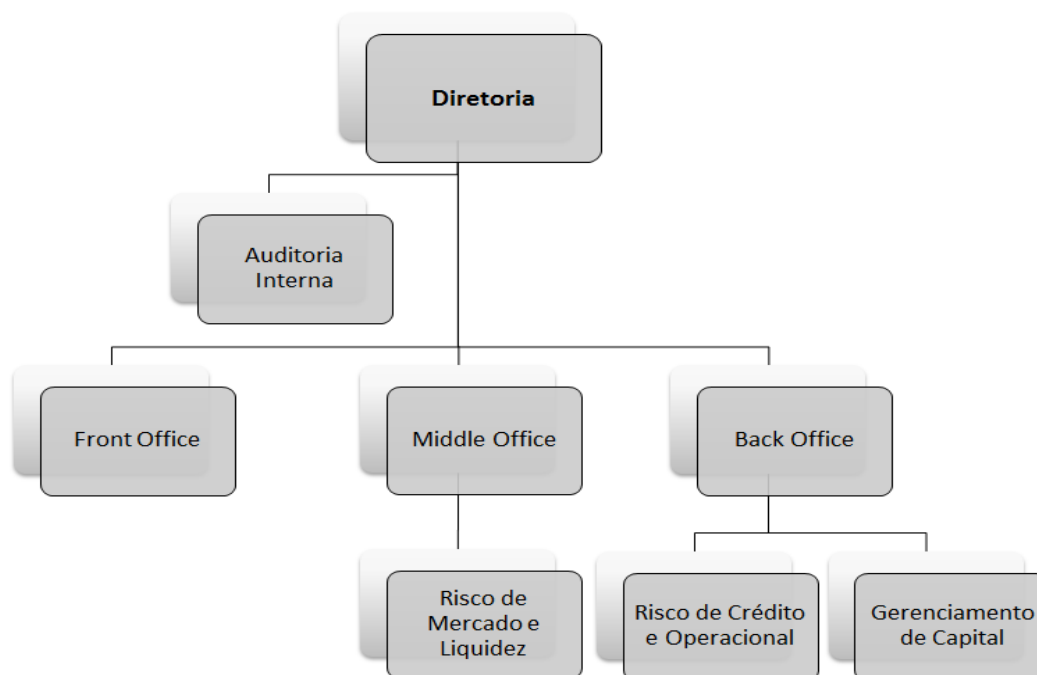 Diretoria
Auditoria
Interna
Front Office
Middle Office
Back Office
Risco de
Mercado e
Liquidez
Risco de Crédito
e Operacional
Gerenciamento
de Capital